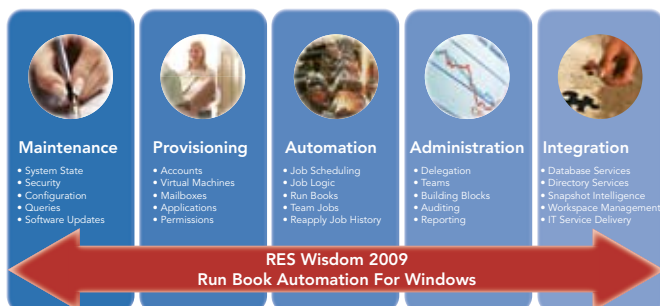 Maintenance
• System State
• Security
• Configuration
• Queries
• Software Updates
Provisioning
• Accounts
• Virtual Machines
• Mailboxes
• Applications
• Permissions
Automation
• Job Scheduling
• Job Logic
• Run Books
• Team Jobs
• Reapply Job History
Administration
• Delegation
• Teams
• Building Blocks
• Auditing
• Reporting
Integration
• Database Services
• Directory Services
• Snapshot Intelligence
• Workspace Management
• IT Service Delivery
RES Wisdom 2009
Run Book Automation For Windows